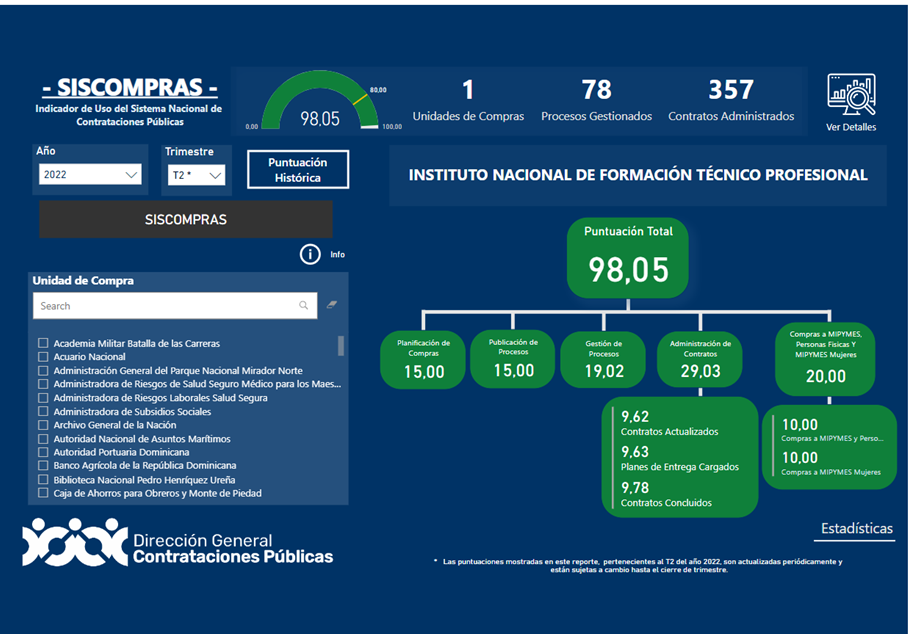 - SISCOMPRAS -
Indicador de Uso del Sistema Nacional de
Contrataciones Públicas
98,05
0,00
80,00
100,00
1
Unidades de Compras
78
Procesos Gestionados
357
Contratos Administrados
Ver Detalles
Año
2022
Trimestre
T2 *
Puntuación
Histórica
SISCOMPRAS
Info
INSTITUTO NACIONAL DE FORMACIÓN TÉCNICO PROFESIONAL
Unidad de Compra
Search
Academia Militar Batalla de las Carreras
Acuario Nacional
Administración General del Parque Nacional Mirador Norte
Administradora de Riesgos de Salud Seguro Médico para los Maes...
Administradora de Riesgos Laborales Salud Segura
Administradora de Subsidios Sociales
Archivo General de la Nación
Autoridad Nacional de Asuntos Marítimos
Autoridad Portuaria Dominicana
Banco Agrícola de la República Dominicana
Biblioteca Nacional Pedro Henríquez Ureña
Caja de Ahorros para Obreros y Monte de Piedad
Puntuación Total
98,05
Planificación de
Compras
15,00
Publicación de
Procesos
15,00
Gestión de
Procesos
19,02
Administración de
Contratos
29,03
Compras a MIPYMES,
Personas Fisicas Y
MIPYMES Mujeres
20,00
9,62
Contratos Actualizados
9,63
Planes de Entrega Cargados
9,78
Contratos Concluidos
10,00
Compras a MIPYMES y Perso...
10,00
Compras a MIPYMES Mujeres
Estadísticas
Dirección General
Contrataciones Públicas
* Las puntuaciones mostradas en este reporte, pertenecientes al T2 del año 2022, son actualizadas periódicamente y
están sujetas a cambio hasta el cierre de trimestre.